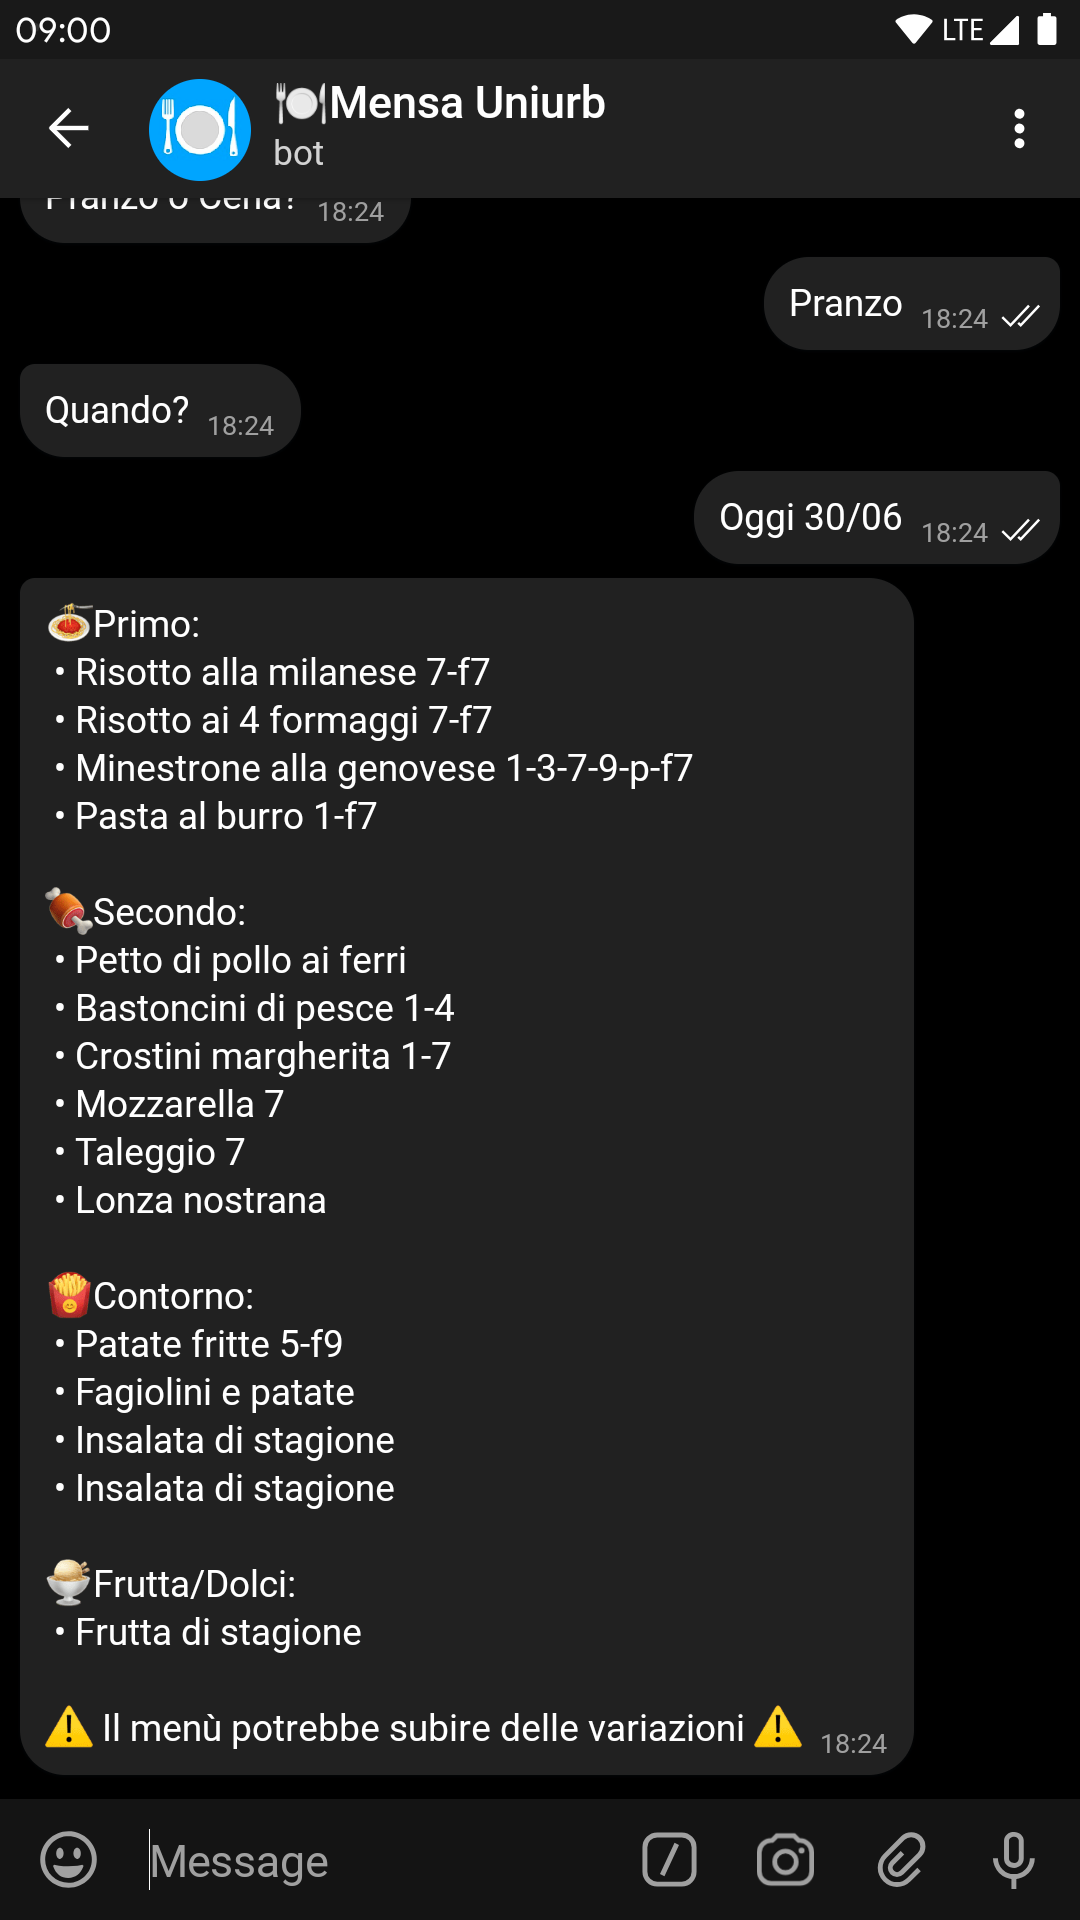 09:00
LTE
🍽Mensa Uniurb
bot
Pranzo o Cena? 18:24
Pranzo 18:24
Quando? 18:24
Oggi 30/06 18:24
🍝Primo:
• Risotto alla milanese 7-f7
• Risotto ai 4 formaggi 7-f7
• Minestrone alla genovese 1-3-7-9-p-f7
• Pasta al burro 1-f7
🍖Secondo:
• Petto di pollo ai ferri
• Bastoncini di pesce 1-4
• Crostini margherita 1-7
• Mozzarella 7
• Taleggio 7
• Lonza nostrana
🍟Contorno:
• Patate fritte 5-f9
• Fagiolini e patate
• Insalata di stagione
• Insalata di stagione
🍨Frutta/Dolci:
• Frutta di stagione
⚠️ Il menù potrebbe subire delle variazioni ⚠️ 18:24
Message